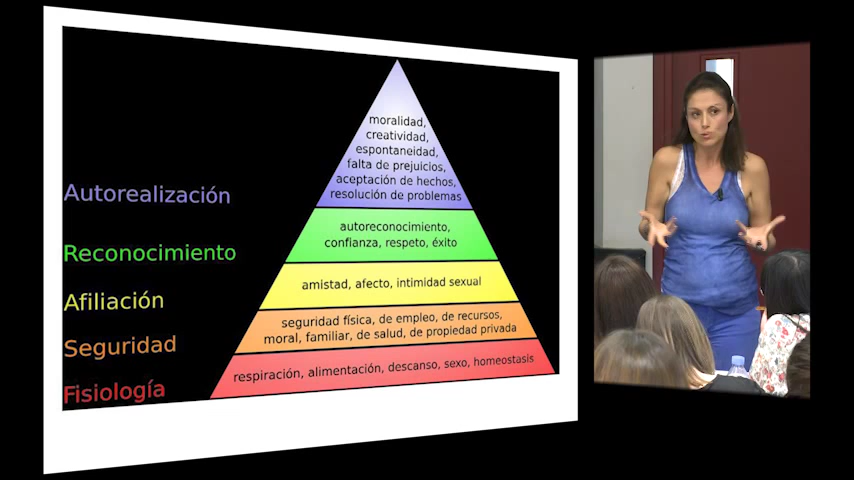 moralidad,
creatividad,
espontaneidad,
falta de prejuicios,
aceptación de hechos,
resolución de problemas
Autorealización
autoreconocimiento,
confianza, respeto, éxito
Reconocimiento
amistad, afecto, intimidad sexual
Afiliación
seguridad física, de empleo, de recursos,
moral, familiar, de salud, de propiedad privada
Seguridad
respiración, alimentación, descanso, sexo, homeostasis
Fisiología